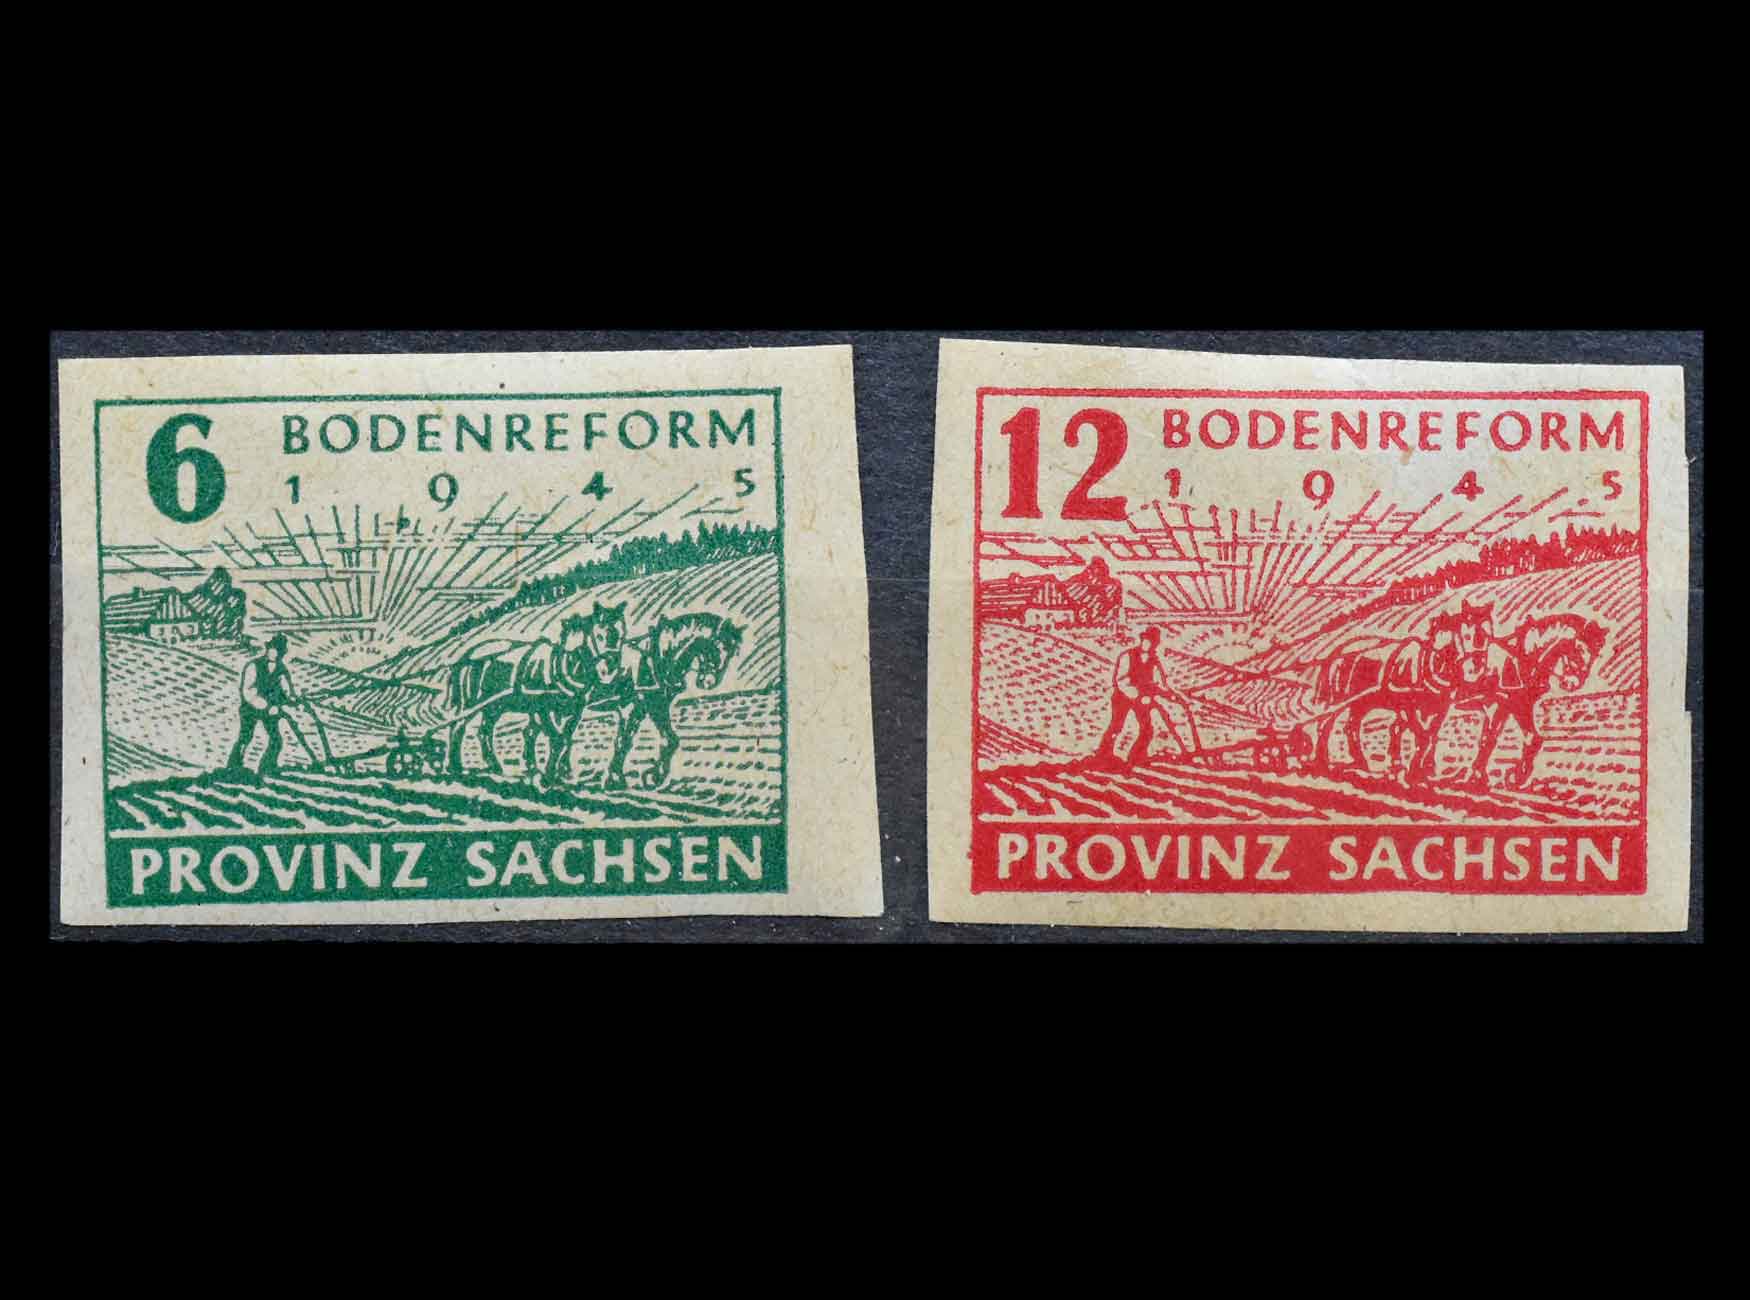 6 BODENREFORM
1 9 4 5
PROVINZ SACHSEN
12 BODENREFORM
1 9 4 5
PROVINZ SACHSEN